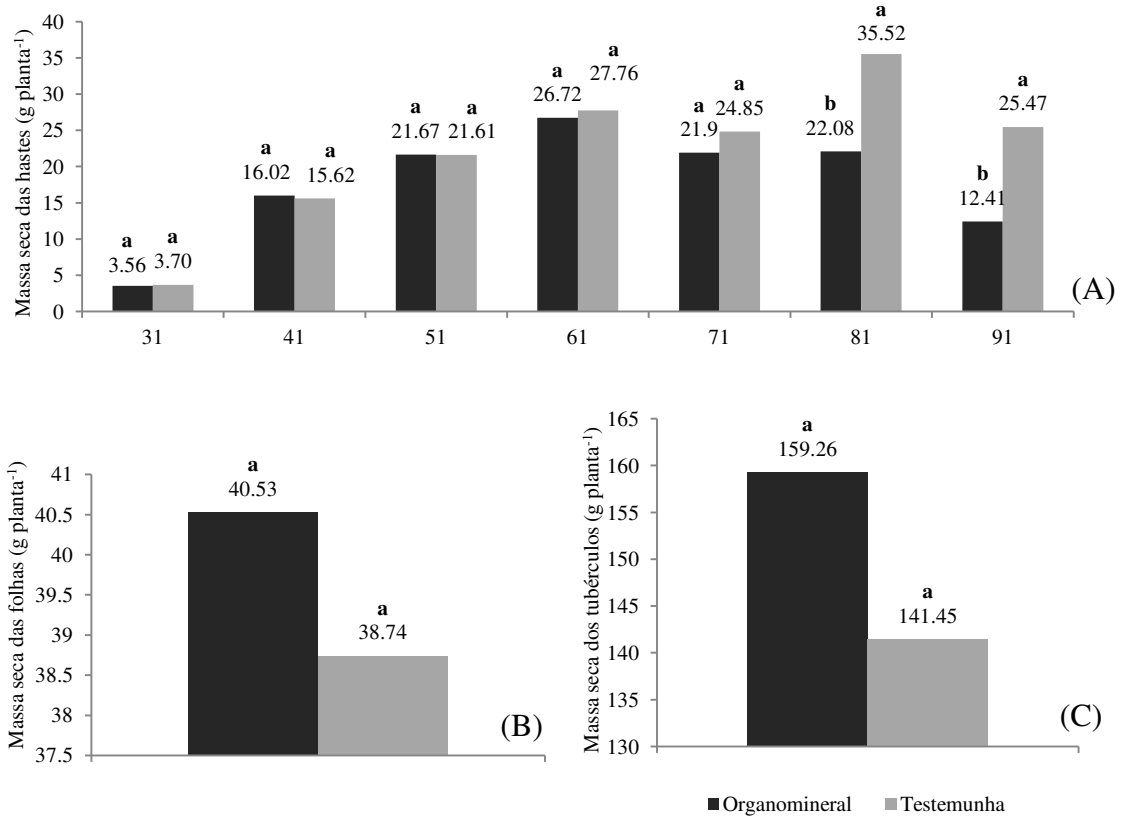 Massa seca das hastes (g planta⁻¹)
40
35
30
25
20
15
10
5
0
a
3.56
a
3.70
a
16.02
a
15.62
a
21.67
a
21.61
a
26.72
a
27.76
a
21.9
a
24.85
b
22.08
a
35.52
b
12.41
a
25.47
31 41 51 61 71 81 91
(A)
Massa seca das folhas (g planta⁻¹)
41
40.5
40
39.5
39
38.5
38
37.5
a
40.53
a
38.74
(B)
Massa seca dos tubérculos (g planta⁻¹)
165
160
155
150
145
140
135
130
a
159.26
a
141.45
(C)
Organomineral Testemunha